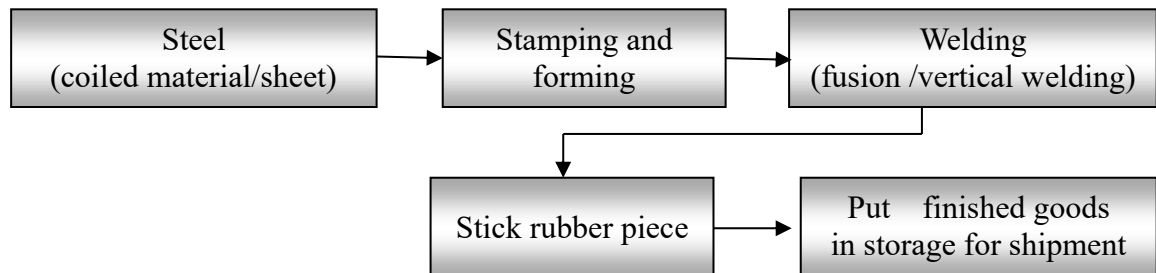 Steel
(coiled material/sheet)
Stamping and
forming
Welding
(fusion /vertical welding)
Stick rubber piece
Put finished goods
in storage for shipment